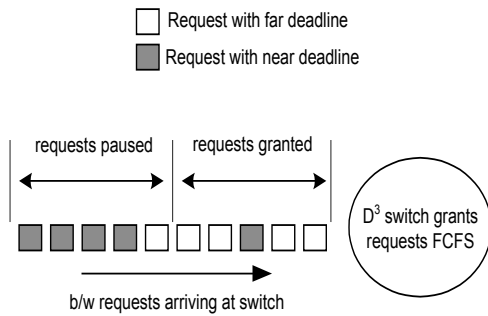 Request with far deadline
Request with near deadline
requests paused
requests granted
D³ switch grants
requests FCFS
b/w requests arriving at switch